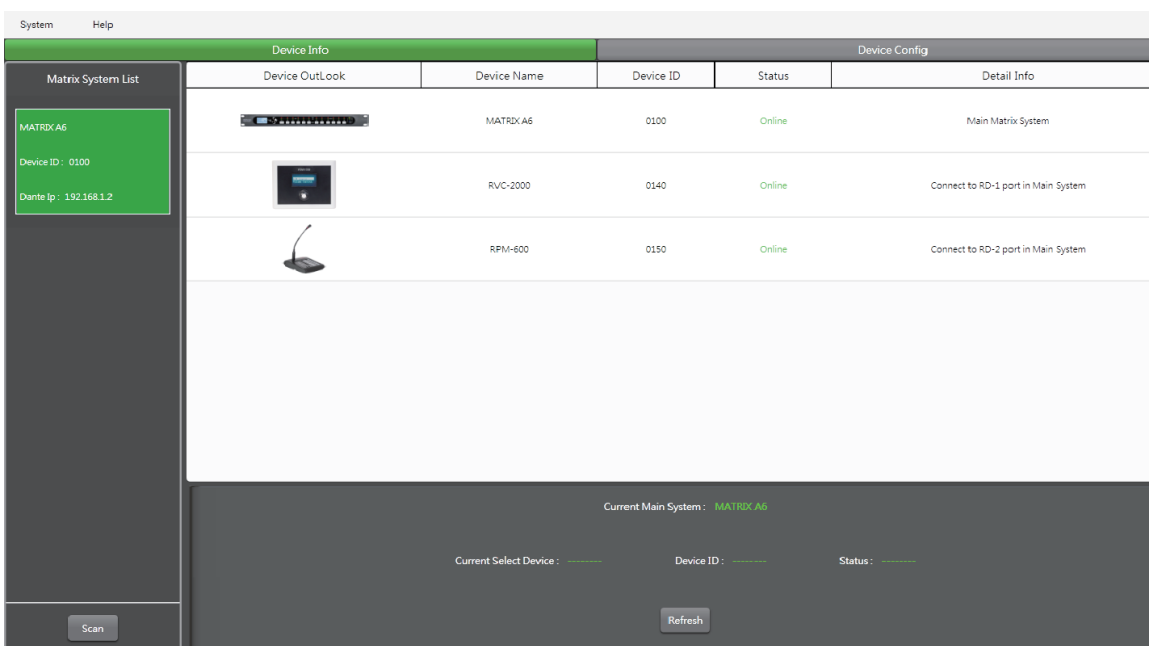 System Help
Device Info Device Config
Matrix System List
Device OutLook Device Name Device ID Status Detail Info
MATRIX A6
Device ID : 0100
Dante Ip : 192.168.1.2
MATRIX A6 0100 Online Main Matrix System
RVC-2000 0140 Online Connect to RD-1 port in Main System
RPM-600 0150 Online Connect to RD-2 port in Main System
Current Main System : MATRIX A6
Current Select Device : -------- Device ID : -------- Status : --------
Refresh
Scan